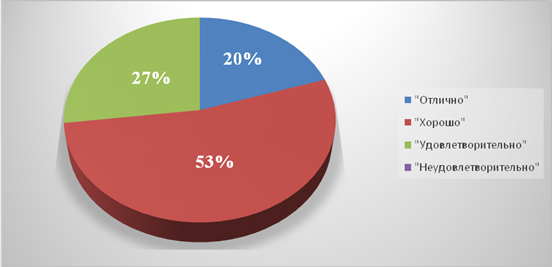 20%
27%
53%
"Отлично"
"Хорошо"
"Удовлетворительно"
"Неудовлетворительно"